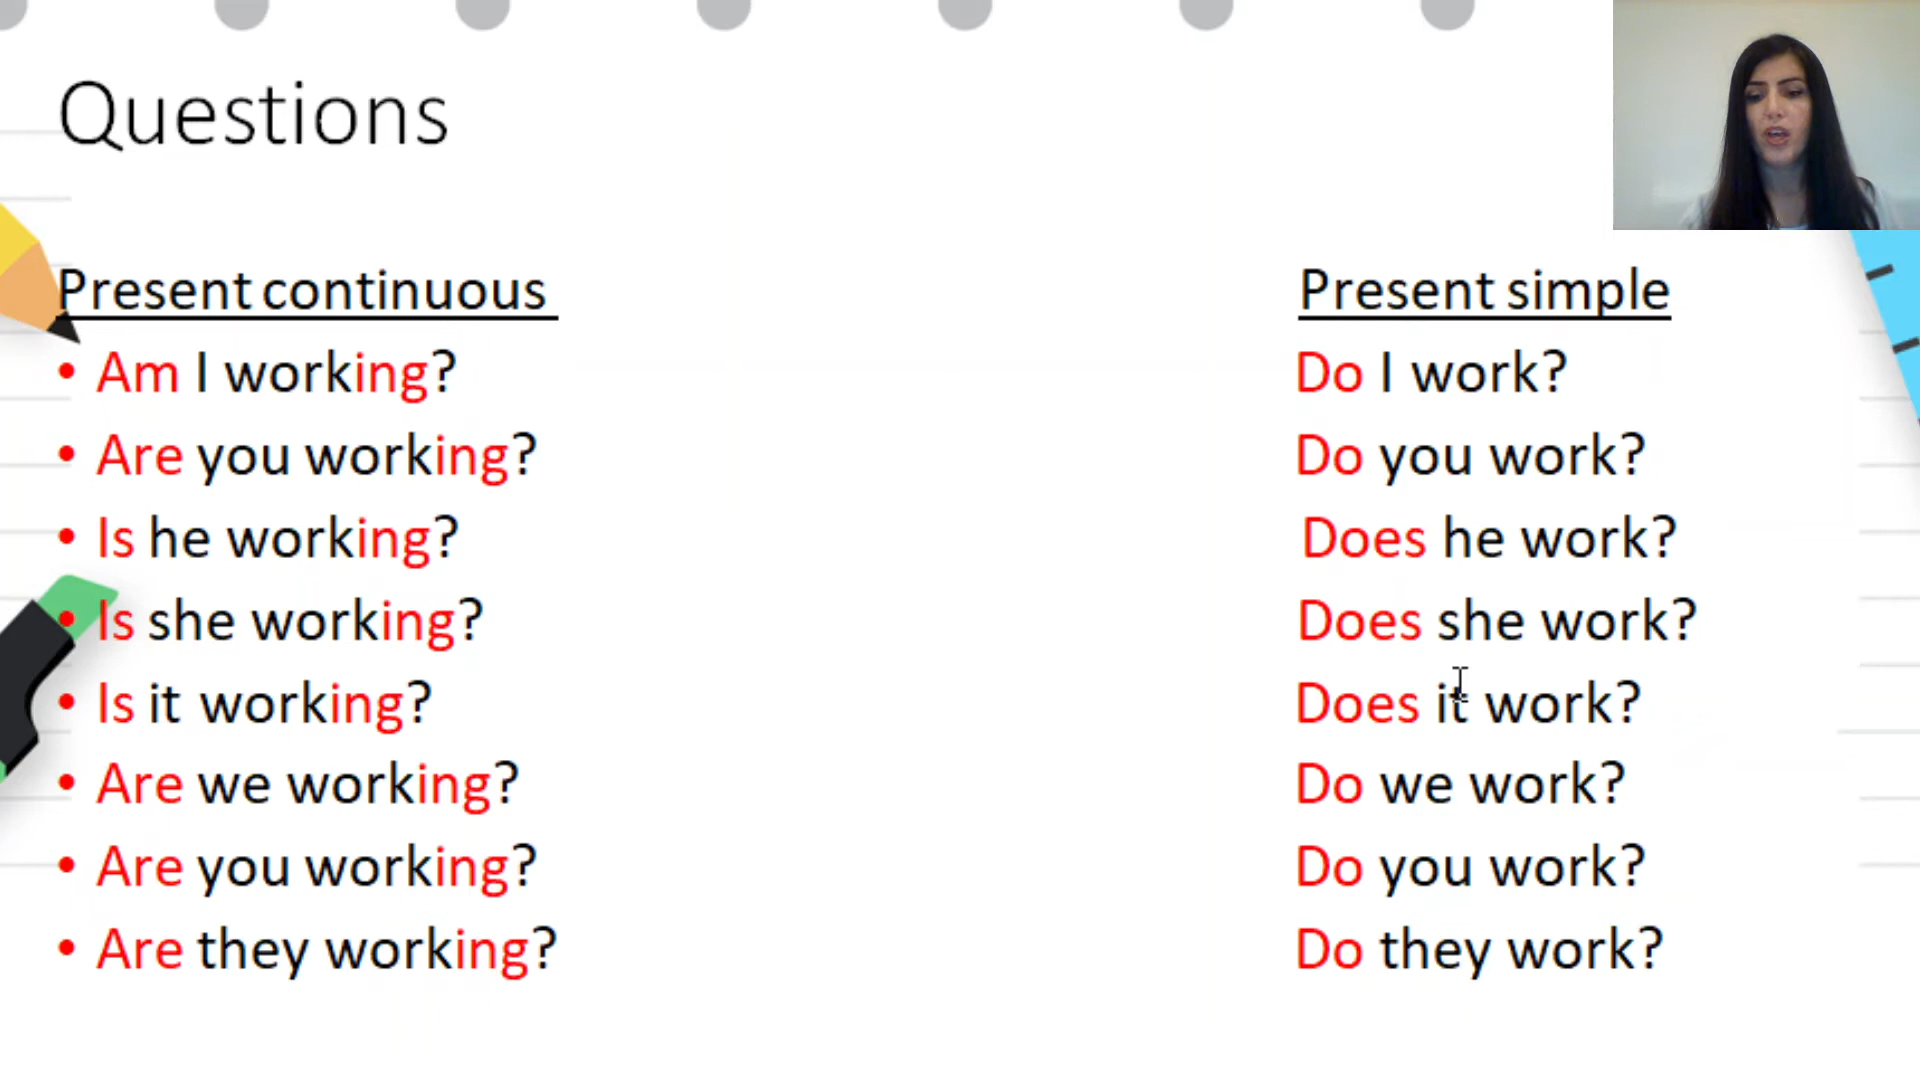 Questions
Present continuous
• Am I working?
• Are you working?
• Is he working?
• Is she working?
• Is it working?
• Are we working?
• Are you working?
• Are they working?
Present simple
Do I work?
Do you work?
Does he work?
Does she work?
Does it work?
Do we work?
Do you work?
Do they work?